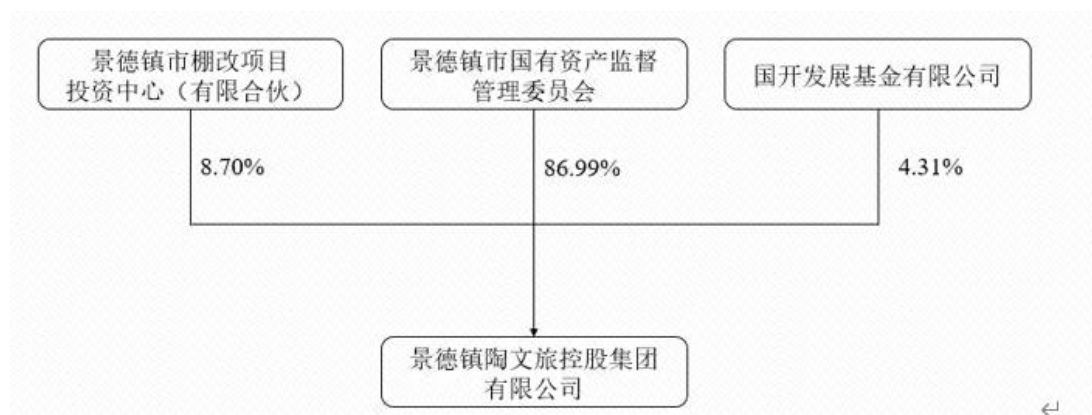 景德镇市棚改项目
投资中心（有限合伙）
景德镇市国有资产监督
管理委员会
国开发展基金有限公司
8.70%
86.99%
4.31%
景德镇陶文旅控股集团
有限公司